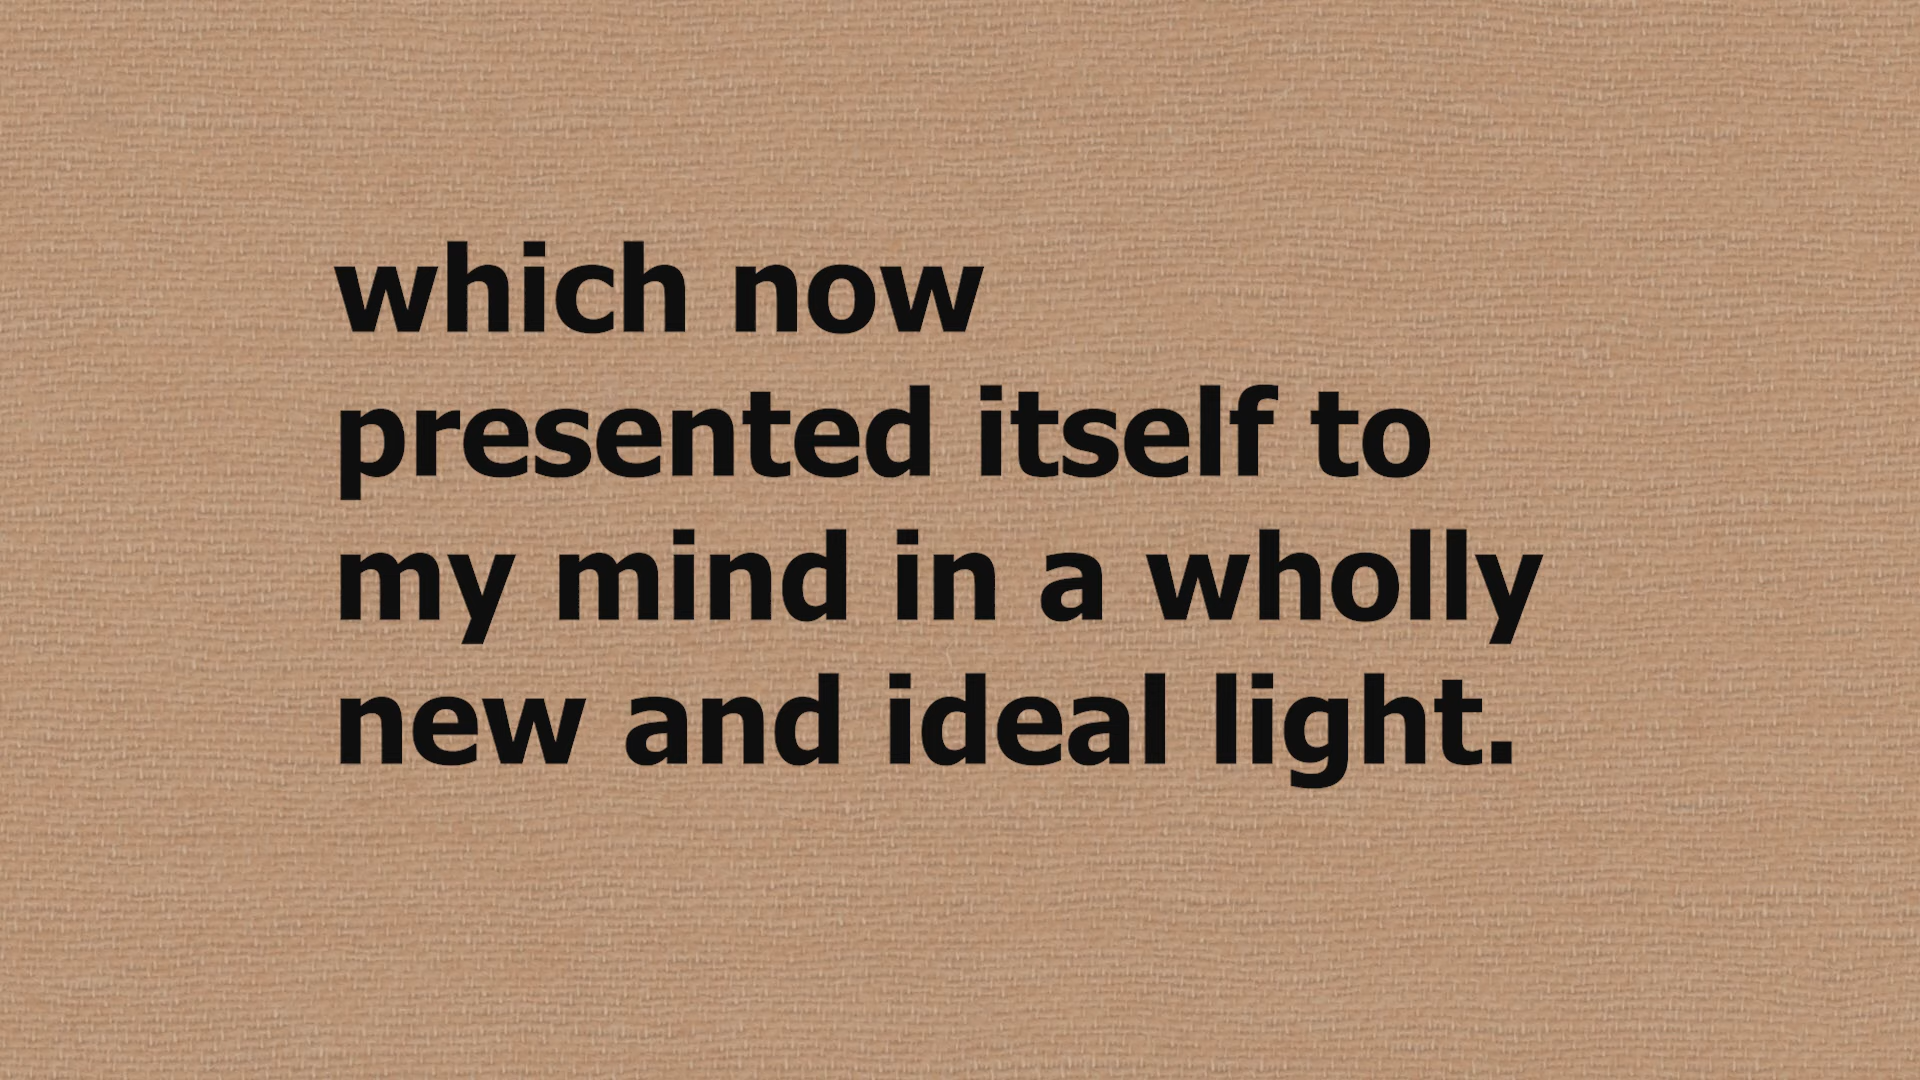 which now
presented itself to
my mind in a wholly
new and ideal light.